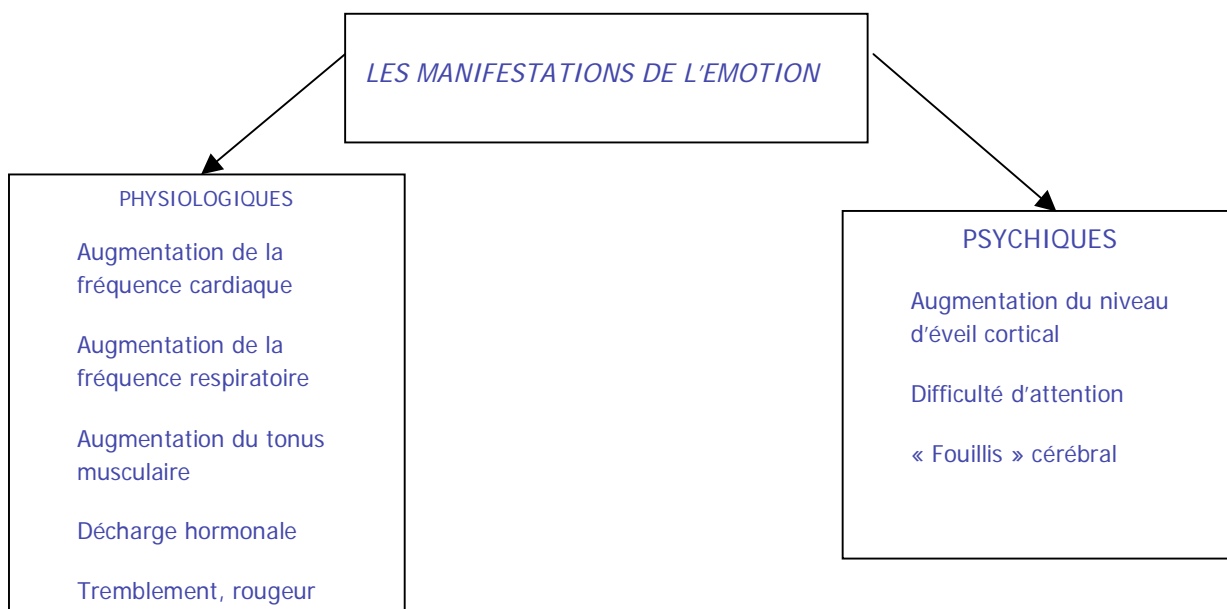 LES MANIFESTATIONS DE L'EMOTION
PHYSIOLOGIQUES
Augmentation de la
fréquence cardiaque
Augmentation de la
fréquence respiratoire
Augmentation du tonus
musculaire
Décharge hormonale
Tremblement, rougeur
PSYCHIQUES
Augmentation du niveau
d'éveil cortical
Difficulté d'attention
« Fouillis » cérébral